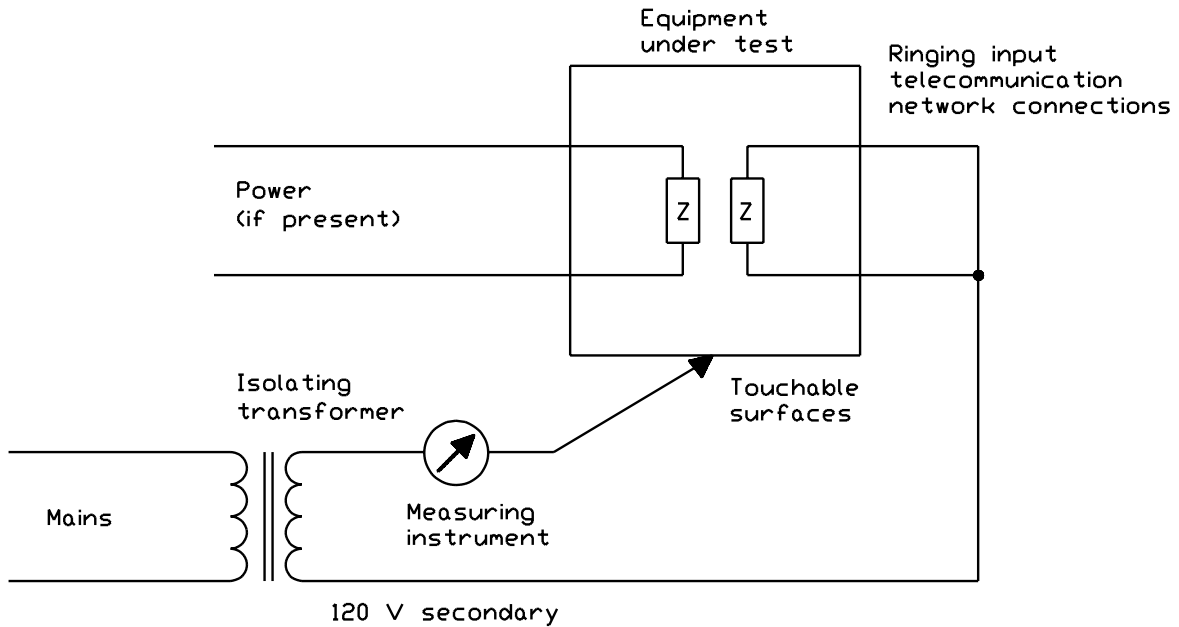 Equipment
under test
Ringing input
telecommunication
network connections
Power
(if present)
Z
Z
Isolating
transformer
Touchable
surfaces
Mains
Measuring
instrument
120 V secondary